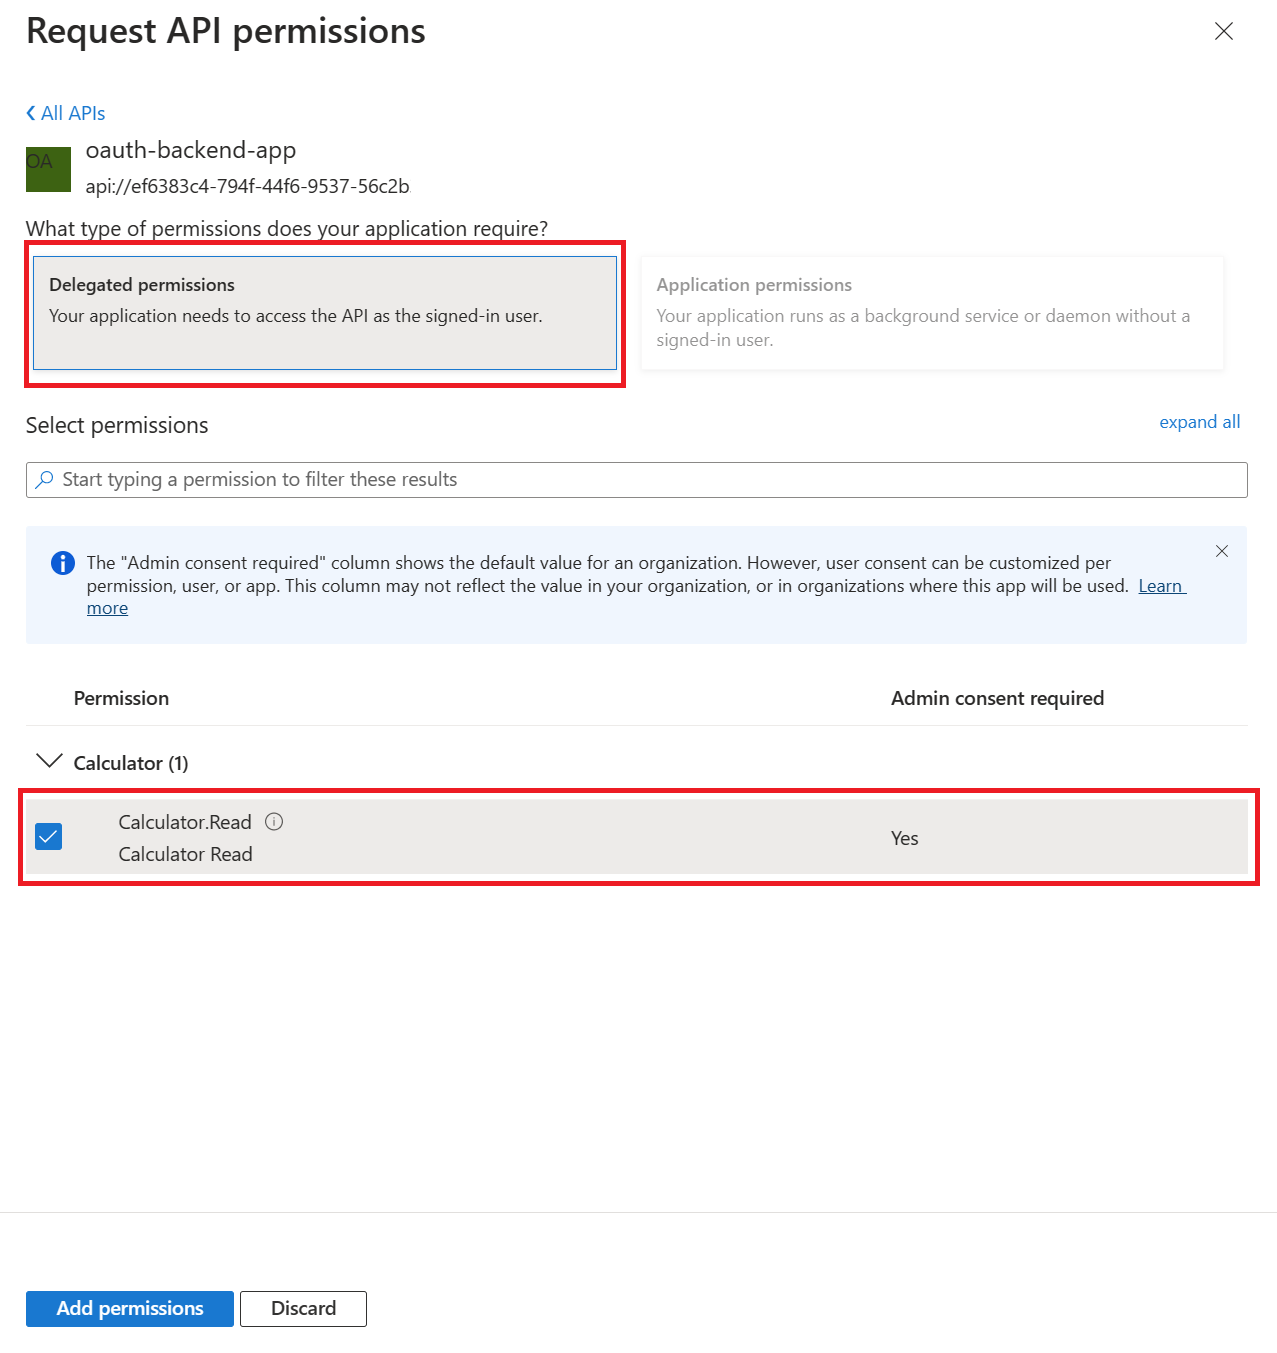 Request API permissions
All APIs
OA
oauth-backend-app
api://ef6383c4-794f-44f6-9537-56c2b
What type of permissions does your application require?
Delegated permissions
Your application needs to access the API as the signed-in user.
Application permissions
Your application runs as a background service or daemon without a
signed-in user.
Select permissions
expand all
Start typing a permission to filter these results
The "Admin consent required" column shows the default value for an organization. However, user consent can be customized per
permission, user, or app. This column may not reflect the value in your organization, or in organizations where this app will be used. Learn
more
Permission
Admin consent required
Calculator (1)
Calculator.Read
Calculator Read
Yes
Add permissions
Discard